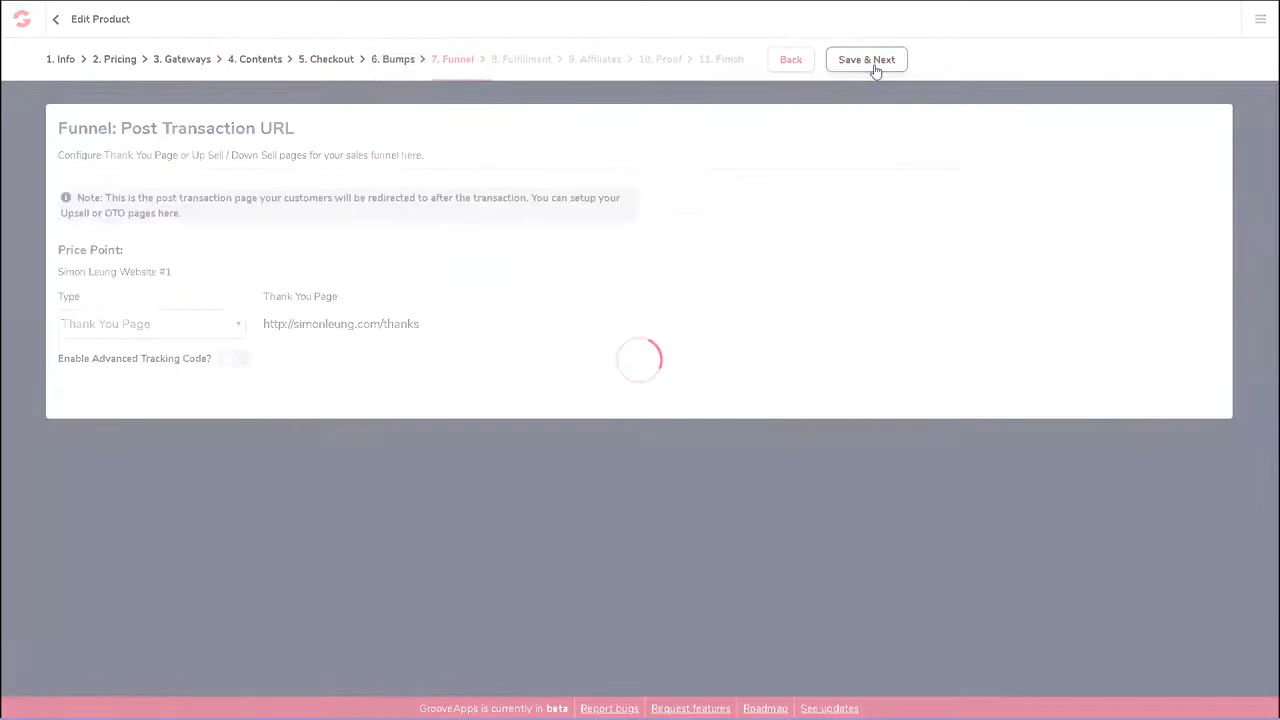 Edit Product
1. Info > 2. Pricing > 3. Gateways > 4. Contents > 5. Checkout > 6. Bumps > 7. Funnel > 8. Fulfillment > 9. Affiliates > 10. Proof > 11. Finish
Back
Save & Next
Funnel: Post Transaction URL
Configure Thank You Page or Up Sell / Down Sell pages for your sales funnel here.
Note: This is the post transaction page your customers will be redirected to after the transaction. You can setup your
Upsell or OTO pages here.
Price Point:
Simon Leung Website #1
Type
Thank You Page
Thank You Page
http://simonleung.com/thanks
Enable Advanced Tracking Code?
GrooveApps is currently in beta
Report bugs
Request features
Roadmap
See updates